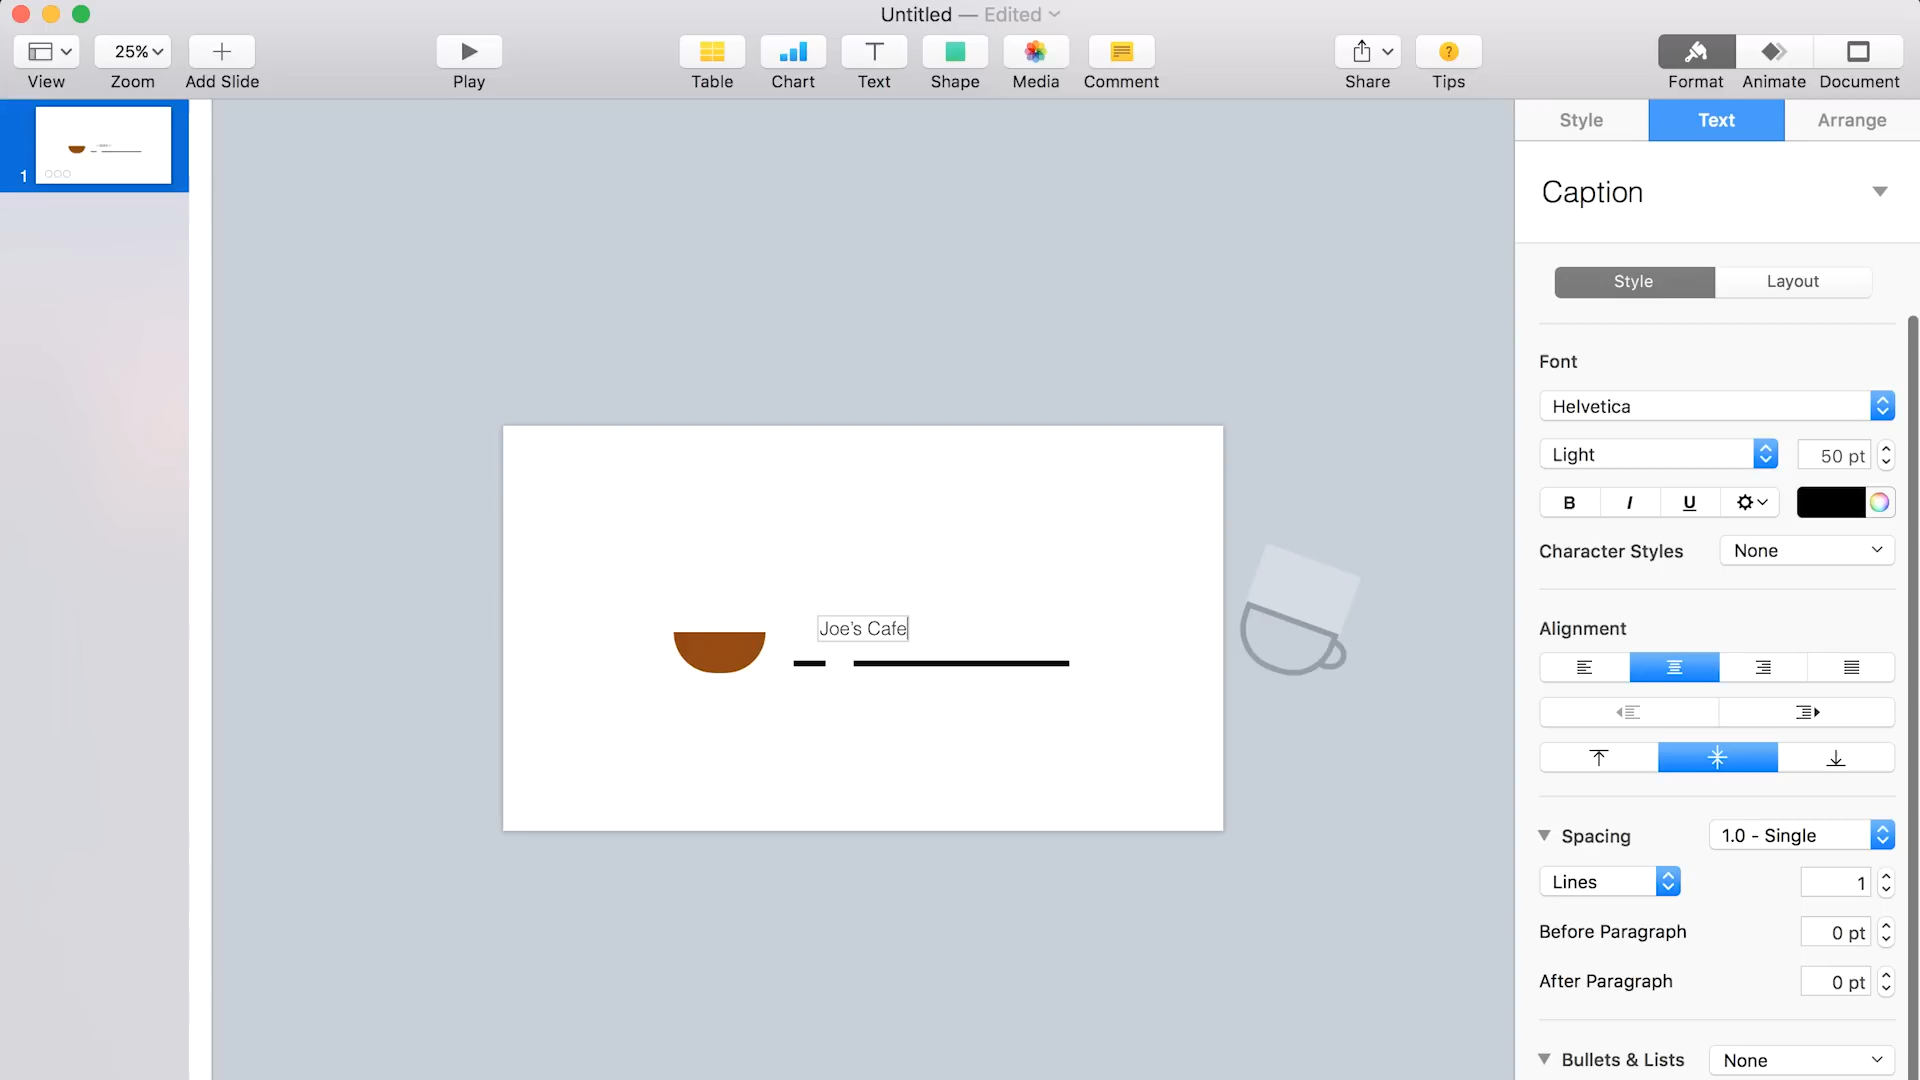 Untitled — Edited
View
25%
Zoom
Add Slide
Play
Table
Chart
Text
Shape
Media
Comment
Share
Tips
Format
Animate
Document
1
Joe's Cafe
Style
Text
Arrange
Caption
Style
Layout
Font
Helvetica
Light
50 pt
B
I
U
Character Styles
None
Alignment
Spacing
1.0 - Single
Lines
1
Before Paragraph
0 pt
After Paragraph
0 pt
Bullets & Lists
None